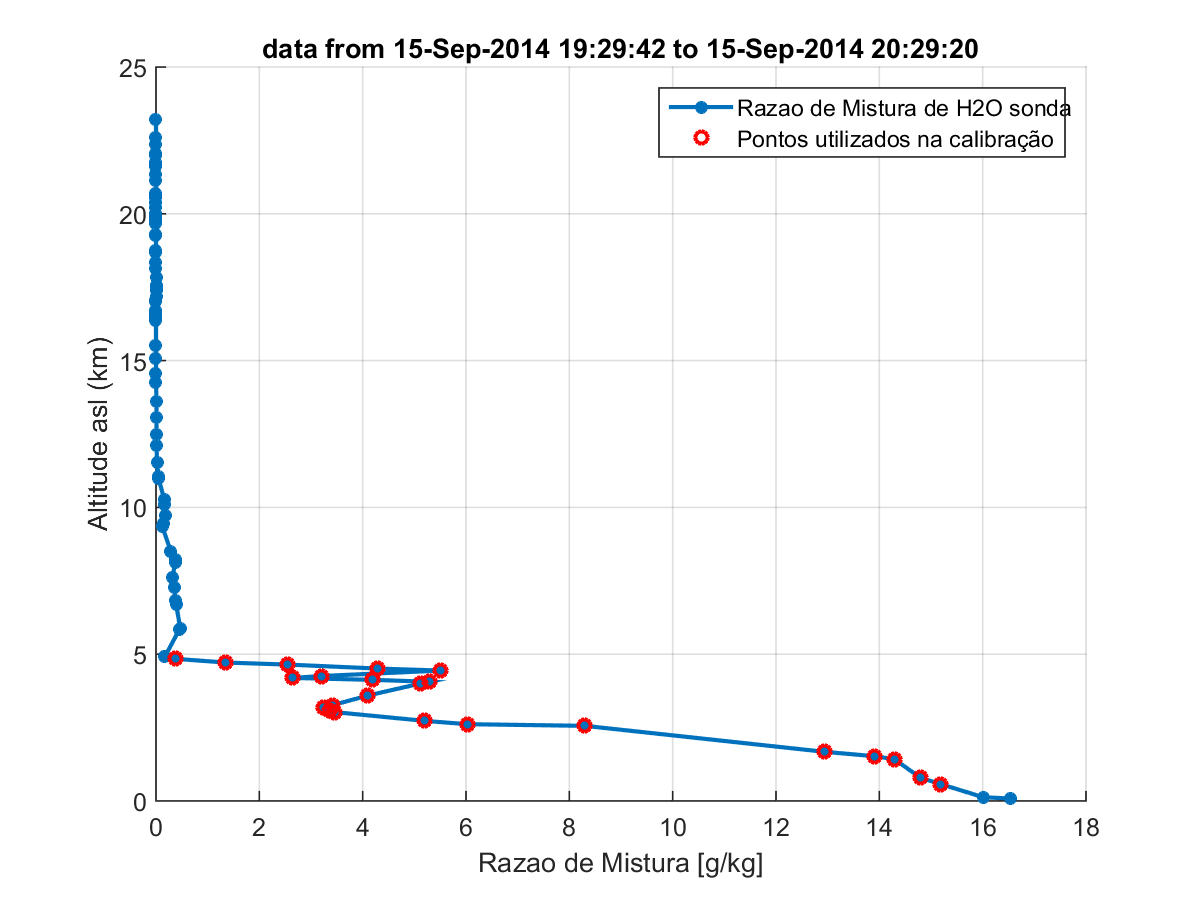 data from 15-Sep-2014 19:29:42 to 15-Sep-2014 20:29:20
Razao de Mistura de H2O sonda
Pontos utilizados na calibração
25
20
15
10
5
0
Altitude asl (km)
0 2 4 6 8 10 12 14 16 18
Razao de Mistura [g/kg]